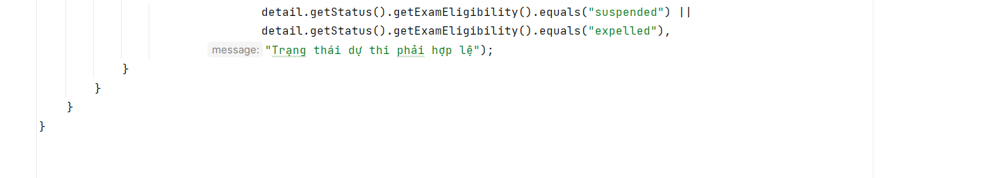 detail.getStatus().getExamEligibility().equals("suspended") ||
detail.getStatus().getExamEligibility().equals("expelled"),
message: "Trạng thái dự thi phải hợp lệ");
}
}
}
}